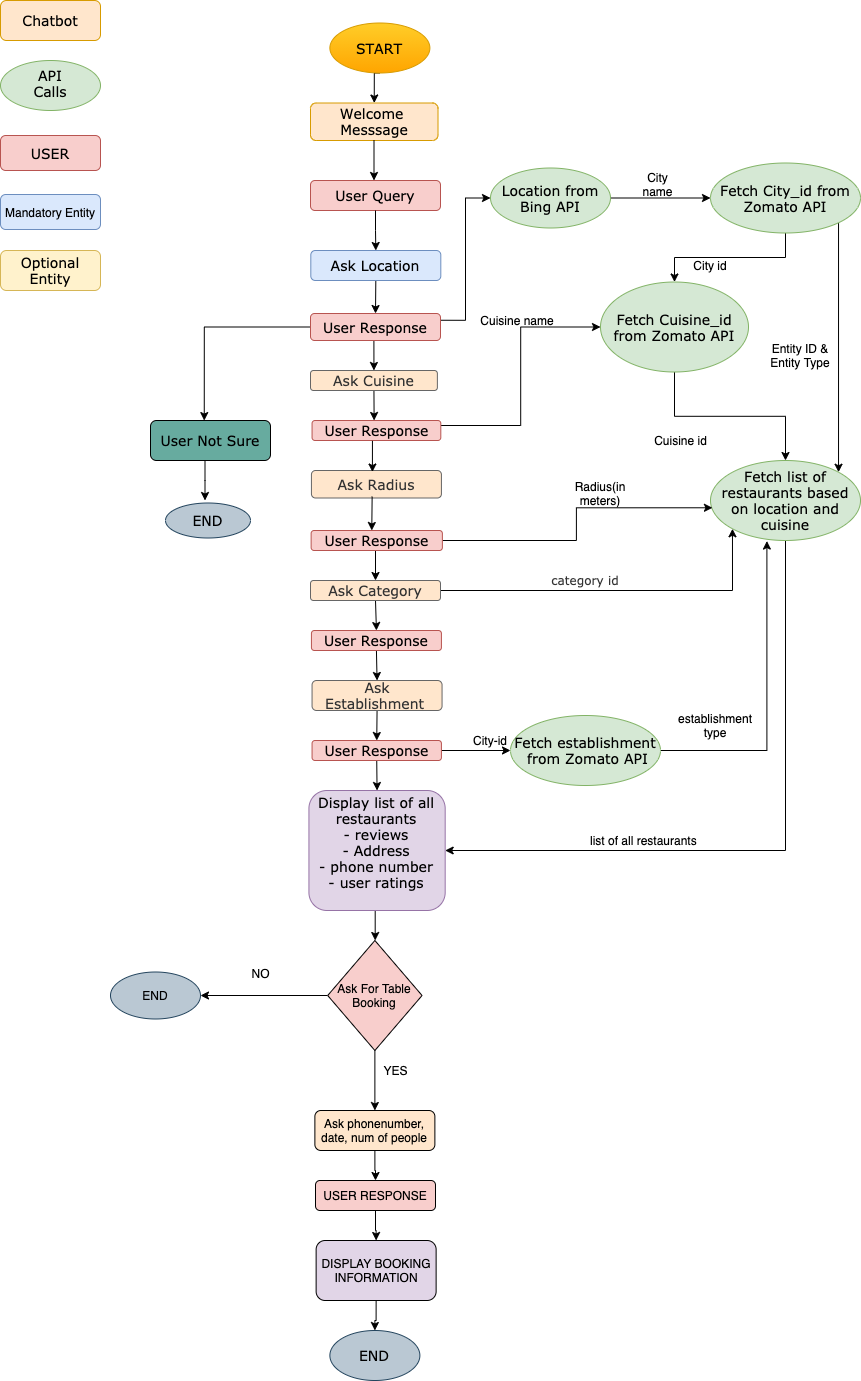 Chatbot
API
Calls
USER
Mandatory Entity
Optional
Entity
START
Welcome
Messsage
User Query
Ask Location
User Response
Location from
Bing API
City
name
Fetch City_id from
Zomato API
City id
Cuisine name
Fetch Cuisine_id
from Zomato API
Entity ID &
Entity Type
Ask Cuisine
User Response
User Not Sure
END
Cuisine id
Ask Radius
Radius(in
meters)
Fetch list of
restaurants based
on location and
cuisine
User Response
Ask Category
category id
User Response
Ask
Establishment
User Response
City-id
Fetch establishment
from Zomato API
establishment
type
Display list of all
restaurants
- reviews
- Address
- phone number
- user ratings
list of all restaurants
Ask For Table
Booking
NO
END
YES
Ask phonenumber,
date, num of people
USER RESPONSE
DISPLAY BOOKING
INFORMATION
END